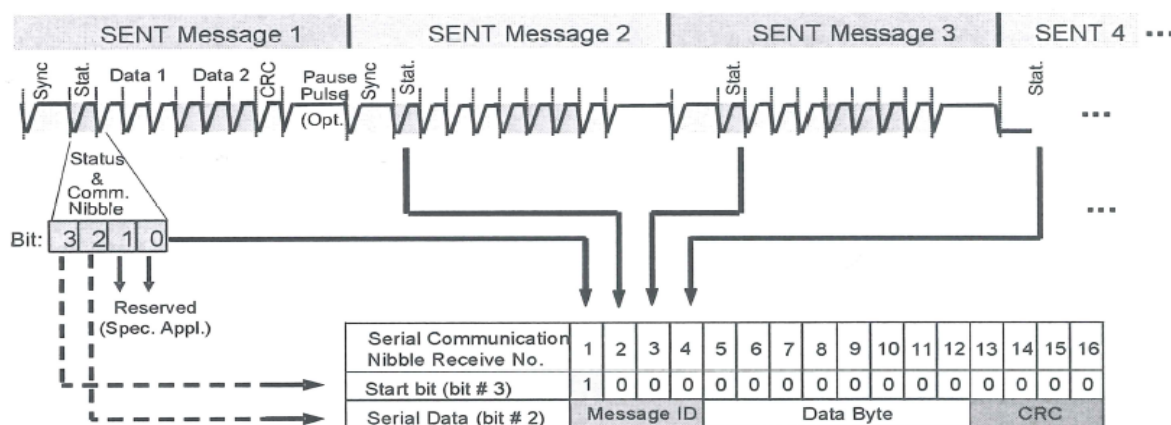 SENT Message 1 SENT Message 2 SENT Message 3 SENT 4 ...
Sync Stat. Data 1 Data 2 CRC Pause Pulse (Opt. Sync Stat. Stat. Stat.
...
Status & Comm. Nibble
...
Bit: 3 2 1 0
Reserved
(Spec. Appl.)
Serial Communication Nibble Receive No. 1 2 3 4 5 6 7 8 9 10 11 12 13 14 15 16
Start bit (bit # 3) 1 0 0 0 0 0 0 0 0 0 0 0 0 0 0 0
Serial Data (bit # 2) Message ID Data Byte CRC